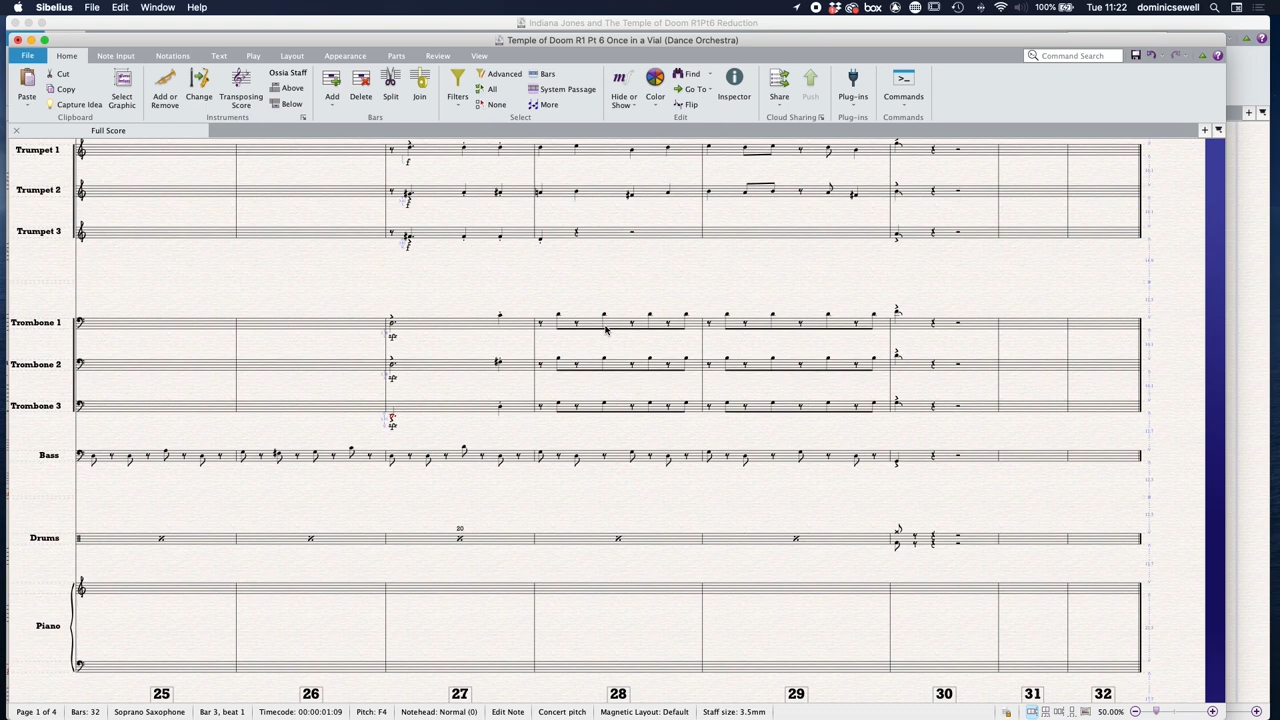 Sibelius File Edit Window Help 100% Tue 11:22 dominicsewell
Indiana Jones and The Temple of Doom R1Pt6 Reduction
Temple of Doom R1 Pt 6 Once in a Vial (Dance Orchestra)
File Home Note Input Notations Text Play Layout Appearance Parts Review View Command Search
Paste Cut Copy Capture Idea Select Graphic Add or Remove Change Transposing Score Ossia Staff Above Below Add Delete Split Join Filters Advanced All None Bars System Passage More Hide or Show Color Find Go To Flip Inspector Share Push Plug-ins Commands
Clipboard Instruments Bars Select Edit Cloud Sharing Plug-ins Commands
Full Score
Trumpet 1
Trumpet 2
Trumpet 3
Trombone 1
Trombone 2
Trombone 3
Bass
20
Drums
Piano
25 26 27 28 29 30 31 32
Page 1 of 4 Bars: 32 Soprano Saxophone Bar 3, beat 1 Timecode: 00:00:01:09 Pitch: F4 Notehead: Normal (0) Edit Note Concert pitch Magnetic Layout: Default Staff size: 3.5mm 50.00%